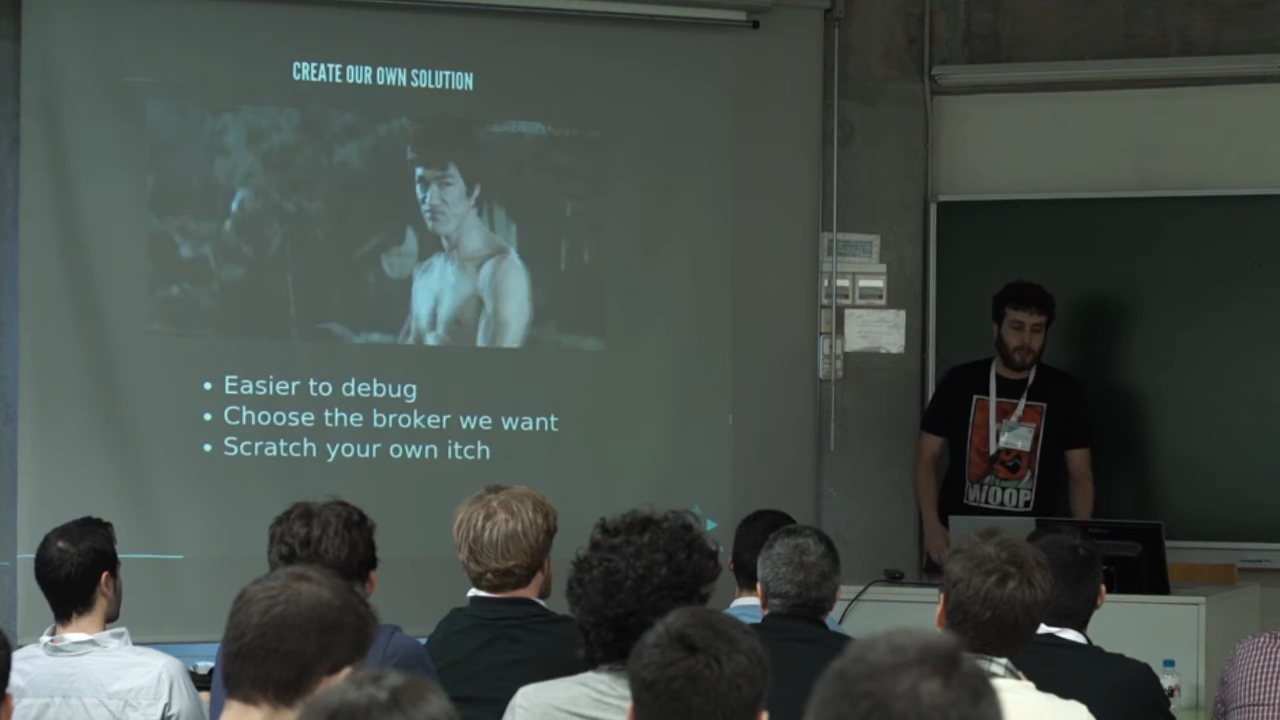 CREATE OUR OWN SOLUTION
• Easier to debug
• Choose the broker we want
• Scratch your own itch
WOOP